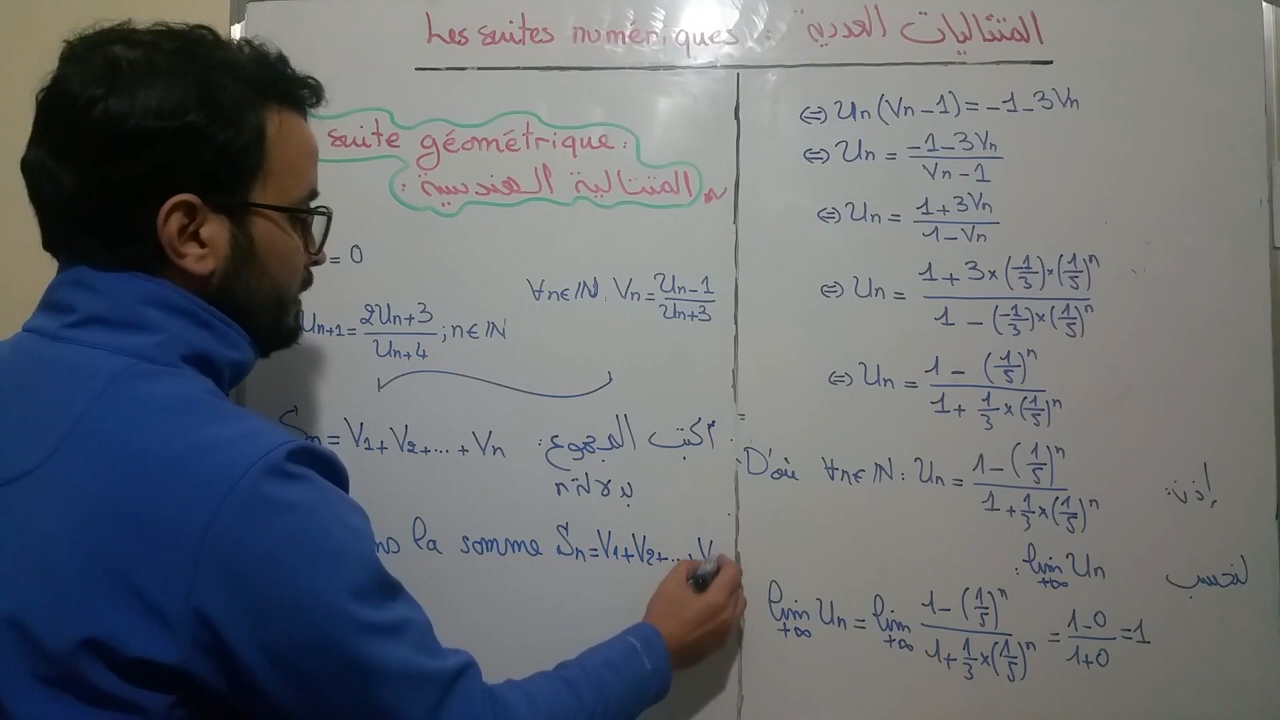 Les suites numériques : المتتاليات العددية
suite géométrique :
المتتالية الهندسية :
= 0
∀n∈ℕ: Vn = (Un-1)/(Un+3)
Un+1 = (2Un+3)/(Un+4) ; n∈ℕ
أكتب المجموع: Sn = V1+V2+...+Vn
بدلالة n
la somme Sn=V1+V2+...+V
⇔ Un(Vn-1)=-1-3Vn
⇔ Un = (-1-3Vn)/(Vn-1)
⇔ Un = (1+3Vn)/(1-Vn)
⇔ Un = (1+3×(-1/3)×(1/5)^n)/(1-(-1/3)×(1/5)^n)
⇔ Un = (1-(1/5)^n)/(1+1/3×(1/5)^n)
D'où ∀n∈ℕ: Un = (1-(1/5)^n)/(1+1/3×(1/5)^n) إذن:
لنحسب lim+∞ Un :
lim+∞ Un = lim+∞ (1-(1/5)^n)/(1+1/3×(1/5)^n) = (1-0)/(1+0) = 1